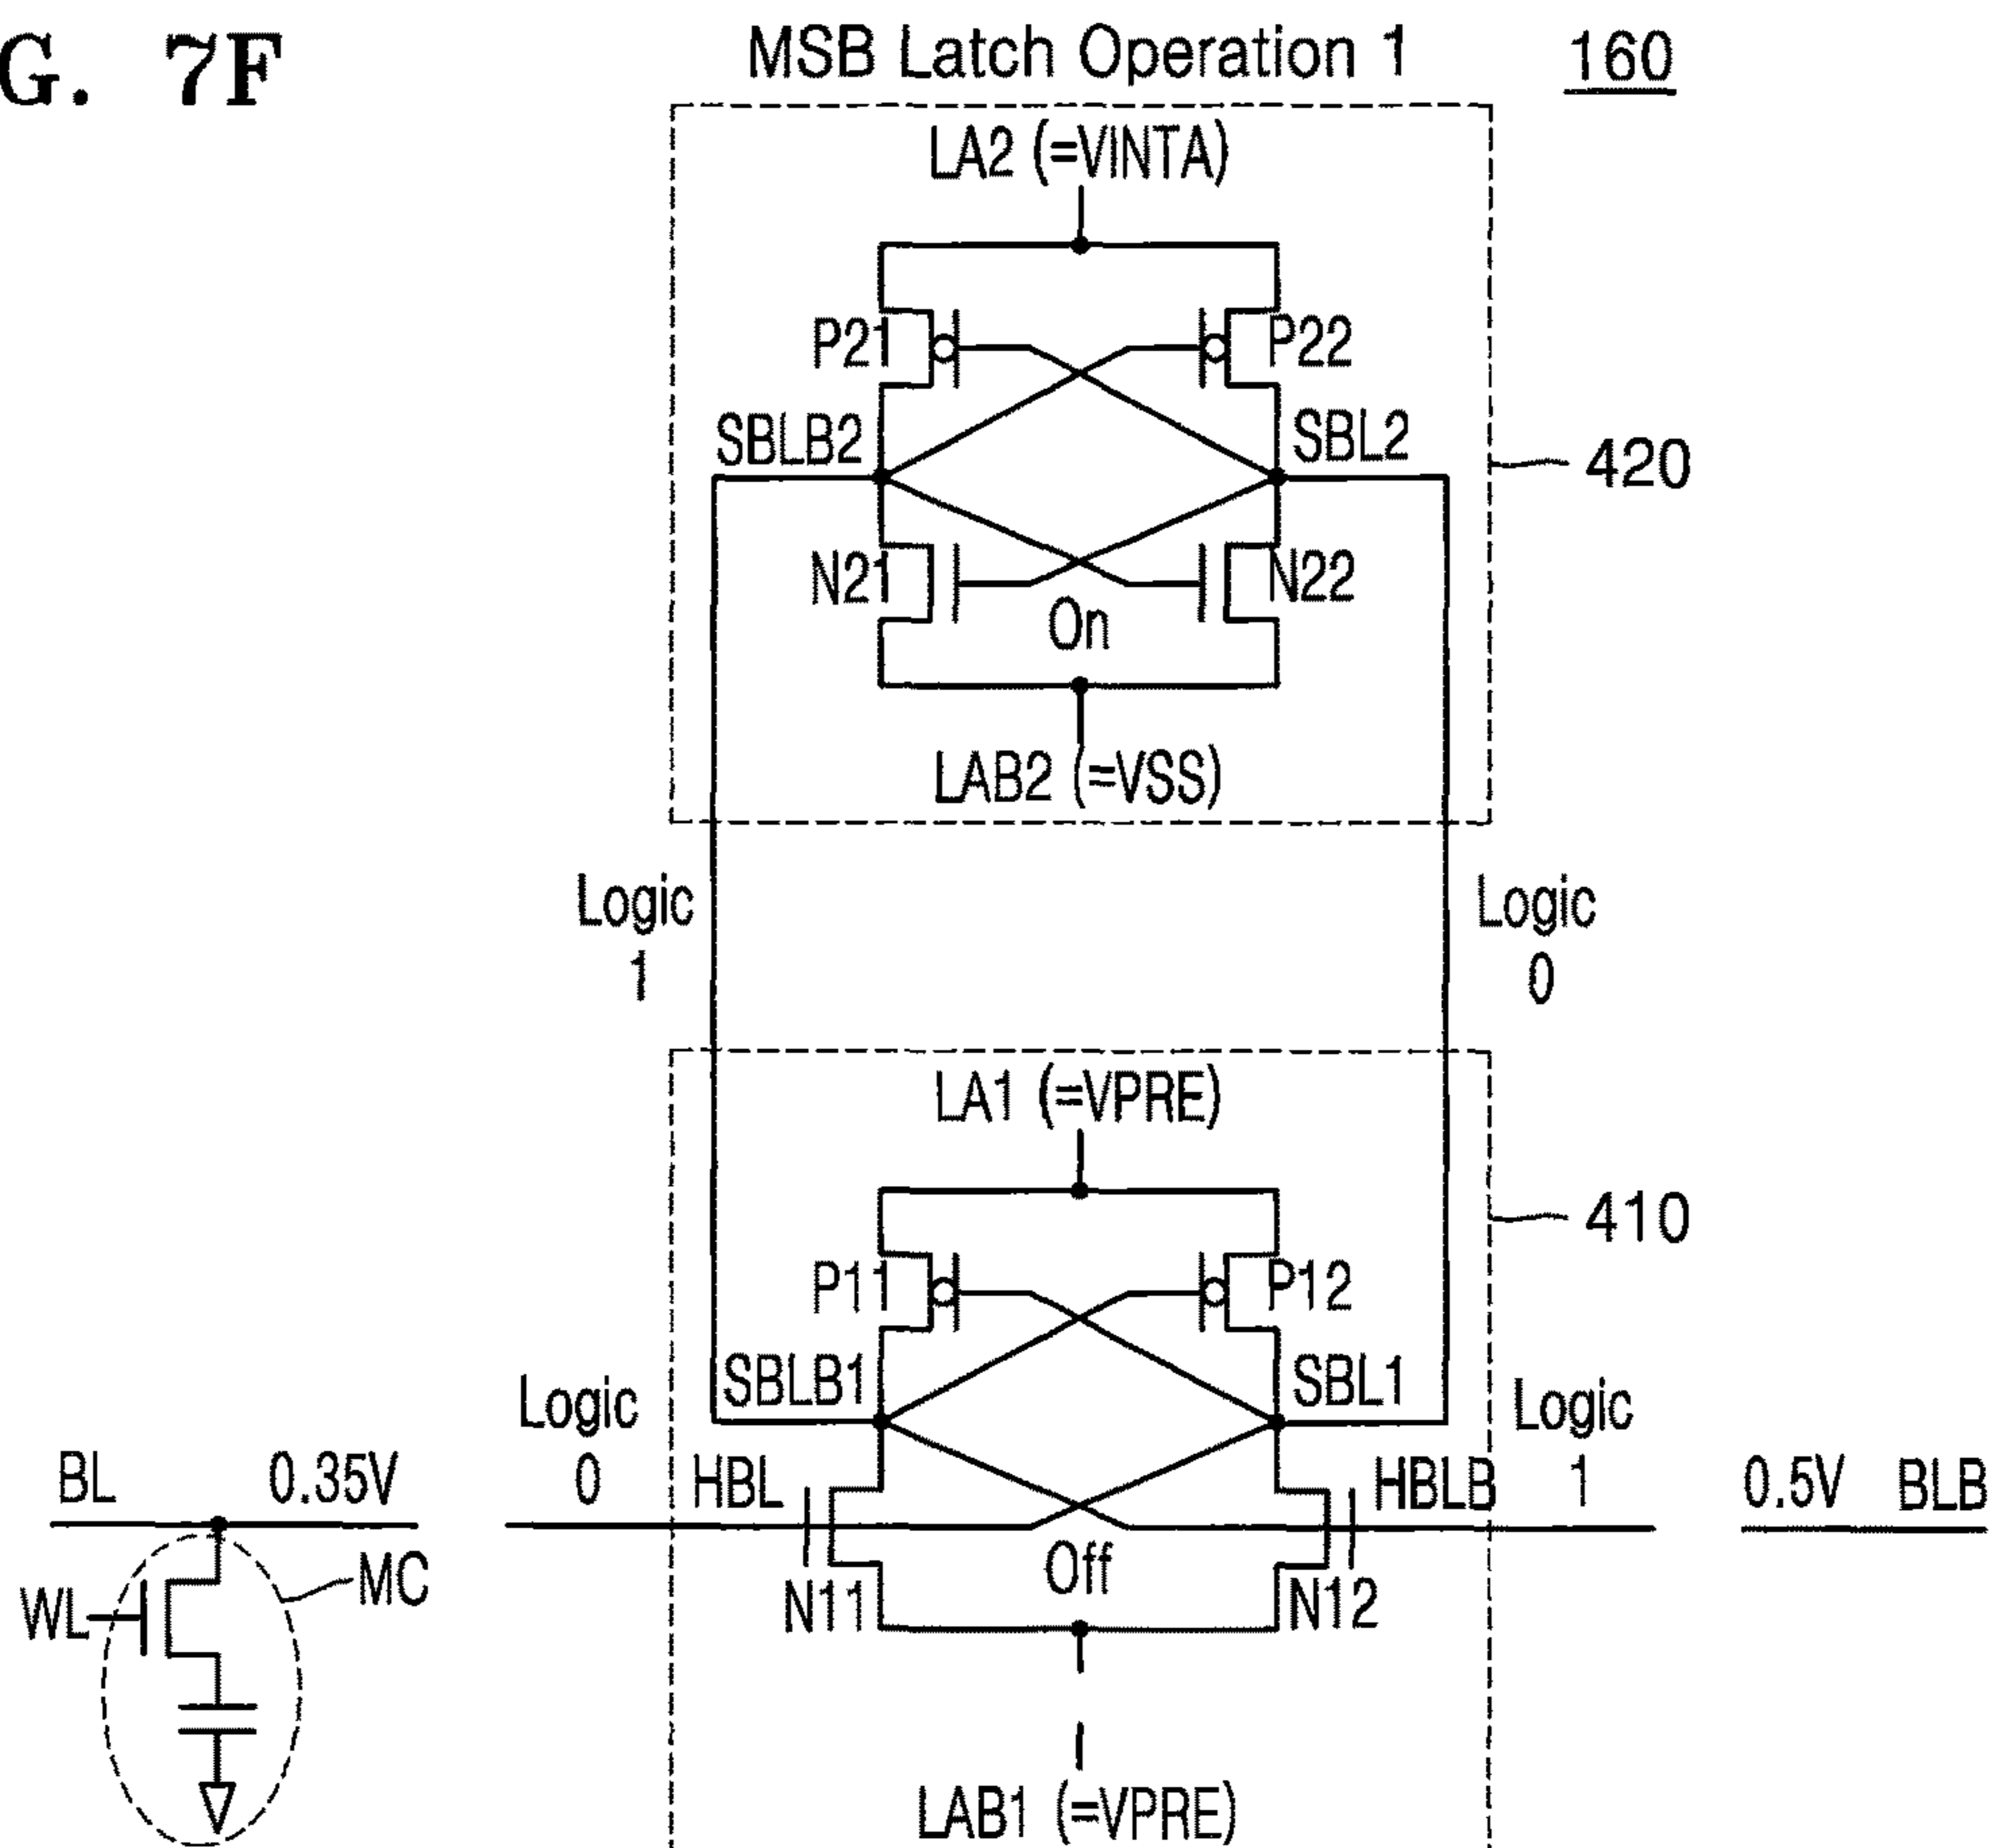 G. 7F
MSB Latch Operation 1
160
LA2 (=VINTA)
P21
P22
SBLB2
SBL2
420
N21
N22
On
LAB2 (=VSS)
Logic
1
Logic
0
LA1 (=VPRE)
410
P11
P12
SBLB1
SBL1
Logic
0
Logic
1
BL
0.35V
HBL
HBLB
0.5V
BLB
Off
WL
MC
N11
N12
LAB1 (=VPRE)